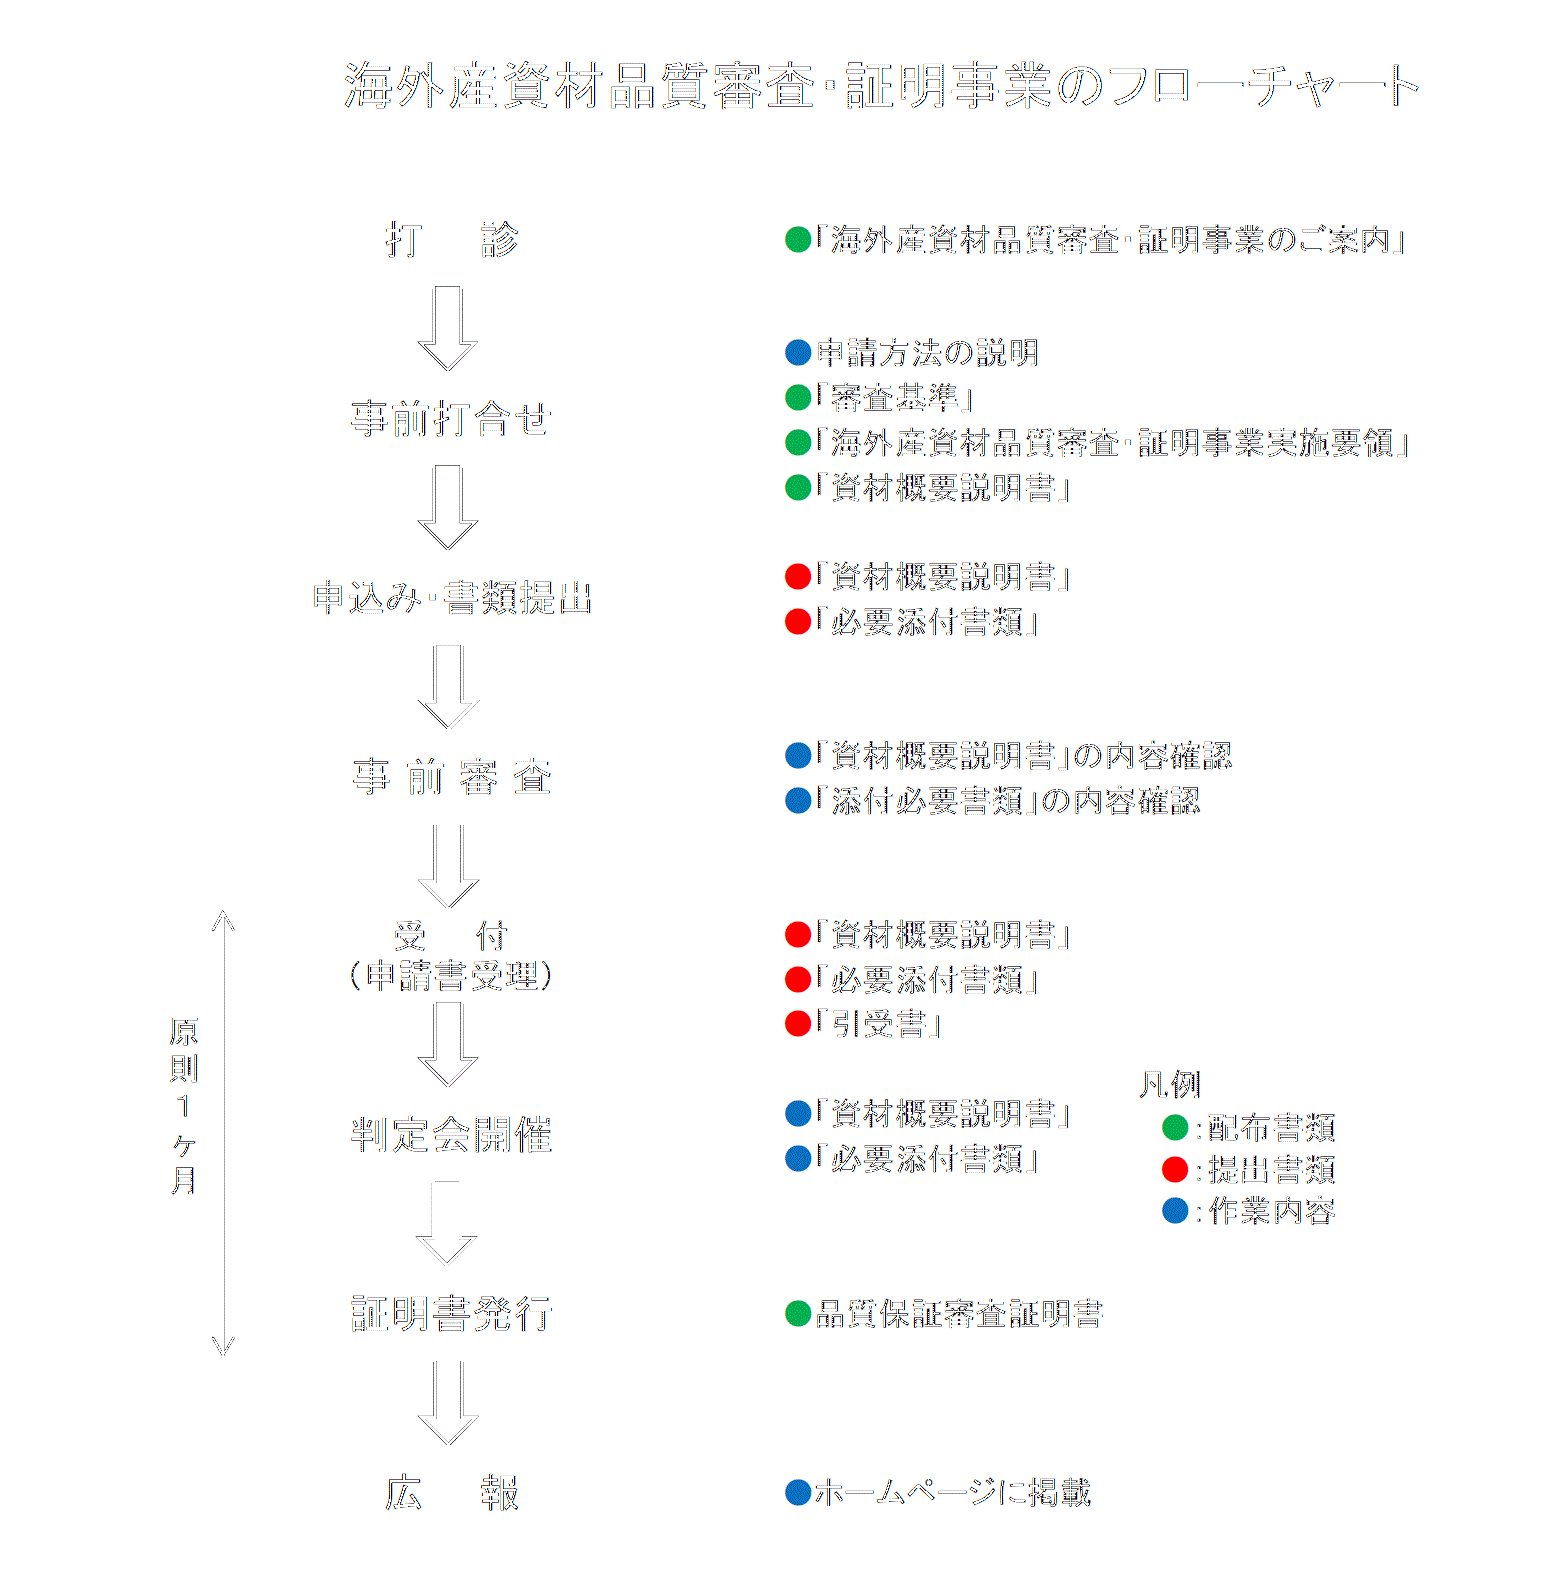 海外産資材品質審査・証明事業のフローチャート
打　診
●「海外産資材品質審査・証明事業のご案内」
事前打合せ
●申請方法の説明
●「審査基準」
●「海外産資材品質審査・証明事業実施要領」
●「資材概要説明書」
申込み・書類提出
●「資材概要説明書」
●「必要添付書類」
事前審査
●「資材概要説明書」の内容確認
●「添付必要書類」の内容確認
受　付
（申請書受理）
●「資材概要説明書」
●「必要添付書類」
●「引受書」
原則1ヶ月
判定会開催
●「資材概要説明書」
●「必要添付書類」
凡例
●：配布書類
●：提出書類
●：作業内容
証明書発行
●品質保証審査証明書
広　報
●ホームページに掲載